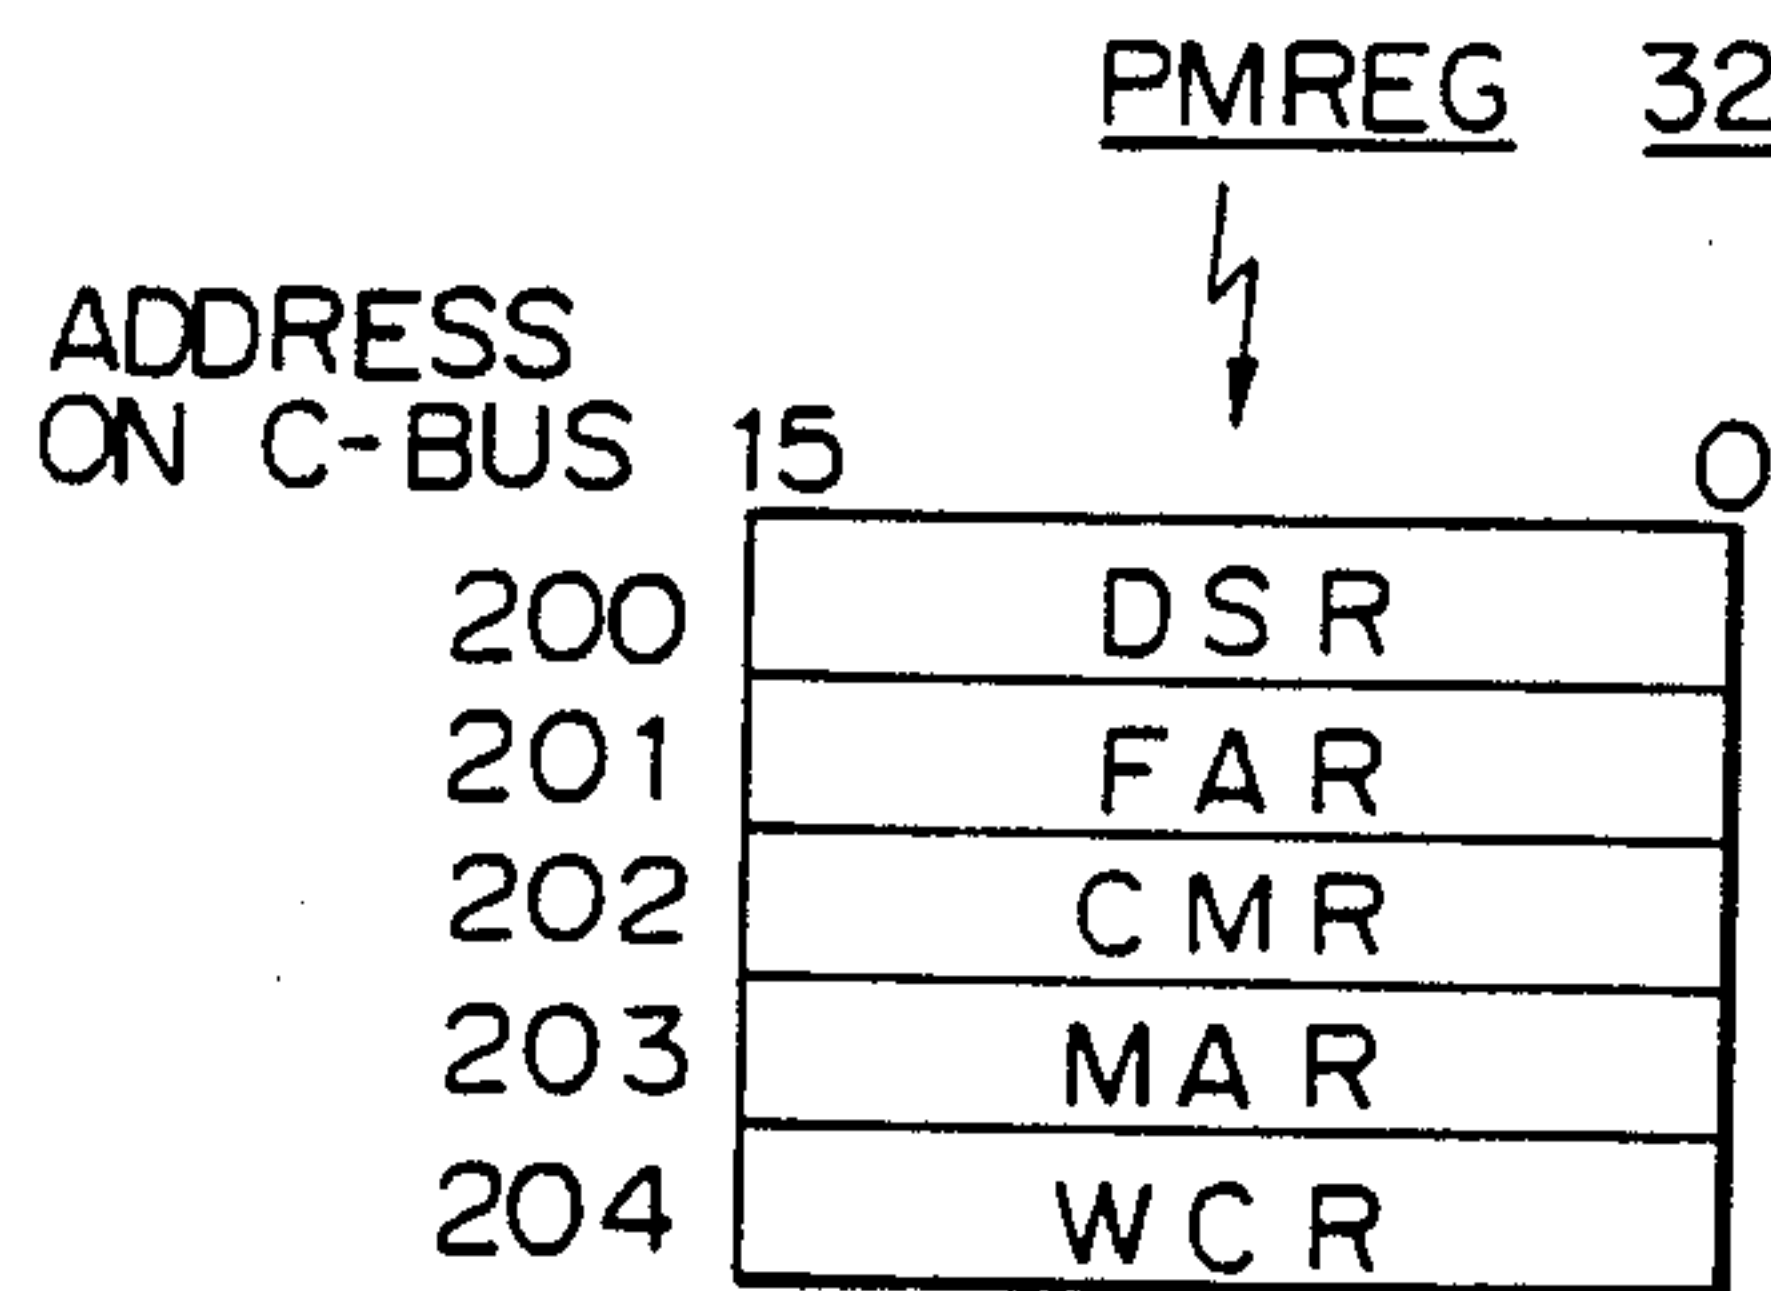 PMREG 32
ADDRESS
ON C-BUS 15 0
200 DSR
201 FAR
202 CMR
203 MAR
204 WCR